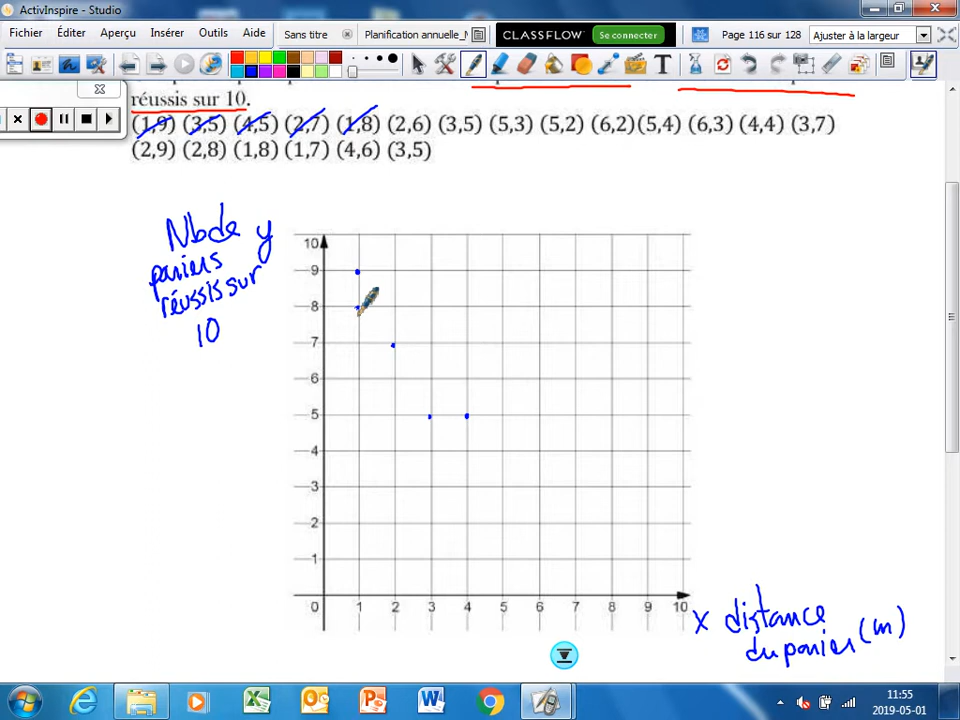 ActivInspire - Studio
Fichier Éditer Aperçu Insérer Outils Aide
Sans titre
Planification annuelle_N
CLASSFLOW
Se connecter
Page 116 sur 128
Ajuster à la largeur
réussis sur 10.
(1,9) (3,5) (4,5) (2,7) (1,8) (2,6) (3,5) (5,3) (5,2) (6,2)(5,4) (6,3) (4,4) (3,7)
(2,9) (2,8) (1,8) (1,7) (4,6) (3,5)
Nb de y
paniers
réussis sur
10
10
9
8
7
6
5
4
3
2
1
0 1 2 3 4 5 6 7 8 9 10
x distance
du panier (m)
11:55
2019-05-01